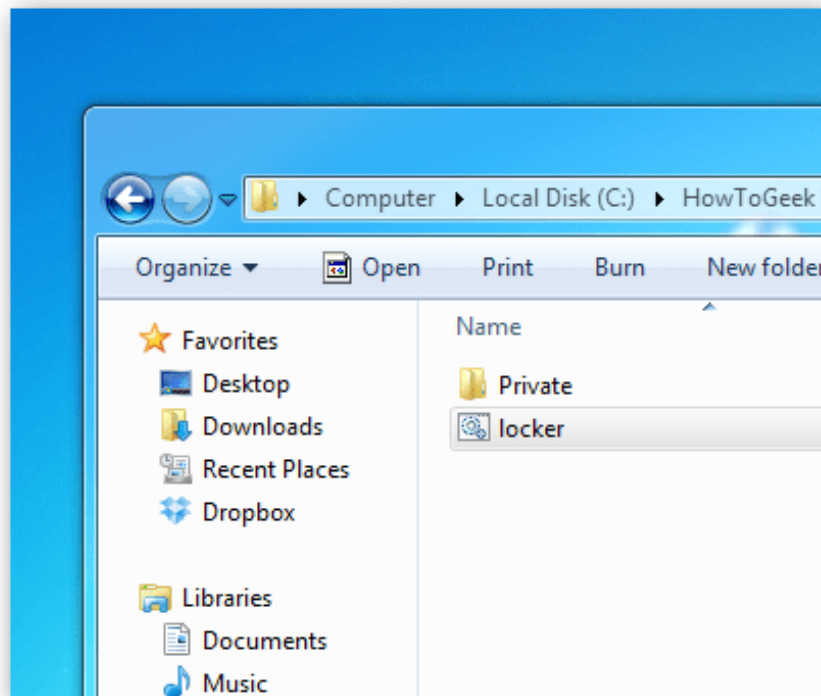 Computer Local Disk (C:) HowToGeek
Organize Open Print Burn New folder
Name
Favorites
Desktop
Downloads
Recent Places
Dropbox
Libraries
Documents
Music
Private
locker